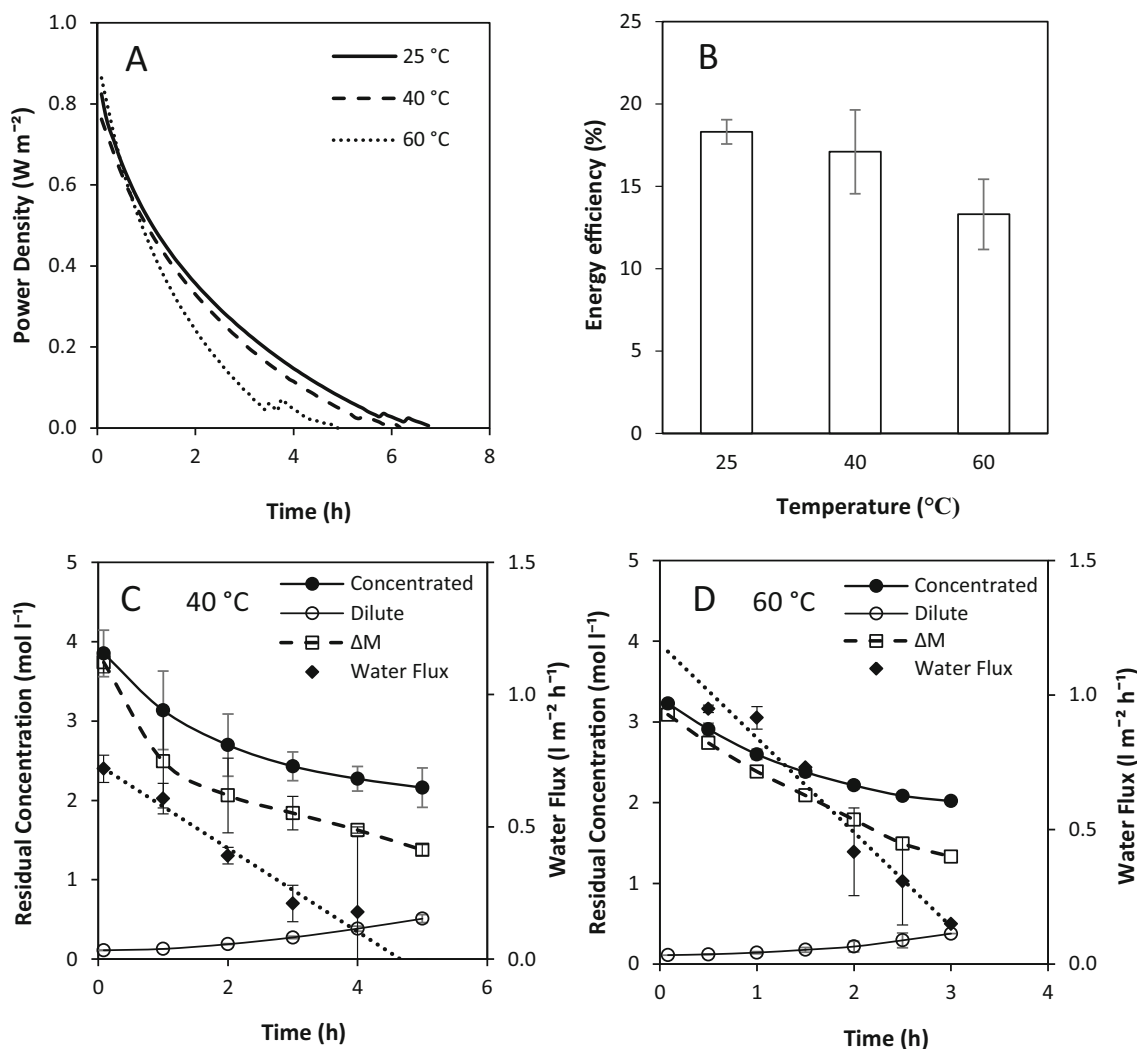 A
25 °C
40 °C
60 °C
1.0
0.8
0.6
0.4
0.2
0.0
Power Density (W m⁻²)
0 2 4 6 8
Time (h)
B
25
20
15
10
5
0
Energy efficiency (%)
25 40 60
Temperature (°C)
C 40 °C
Concentrated
Dilute
ΔM
Water Flux
5
4
3
2
1
0
Residual Concentration (mol l⁻¹)
1.5
1.0
0.5
0.0
Water Flux (l m⁻² h⁻¹)
0 2 4 6
Time (h)
D 60 °C
Concentrated
Dilute
ΔM
Water Flux
5
4
3
2
1
0
Residual Concentration (mol l⁻¹)
1.5
1.0
0.5
0.0
Water Flux (l m⁻² h⁻¹)
0 1 2 3 4
Time (h)